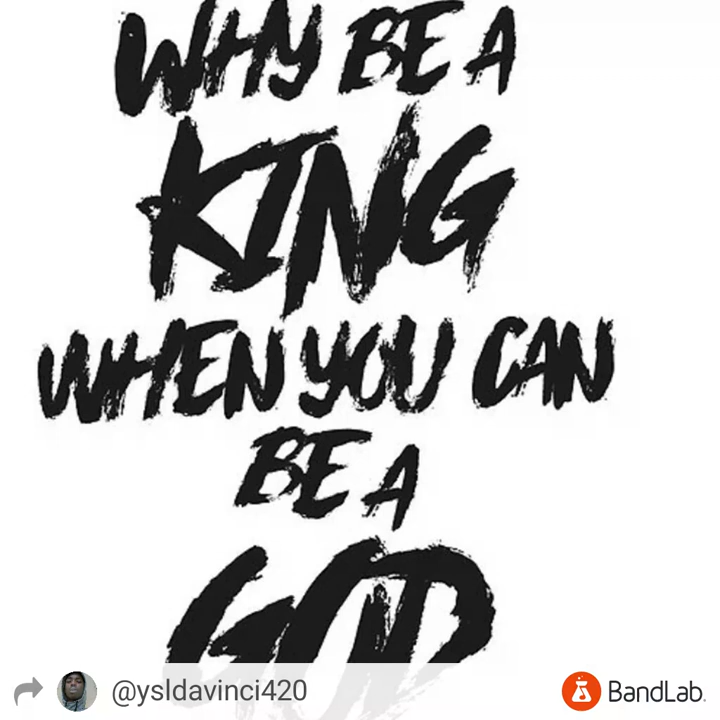 WHY BE A
KING
WHEN YOU CAN
BE A
GOD
@ysldavinci420
BandLab.